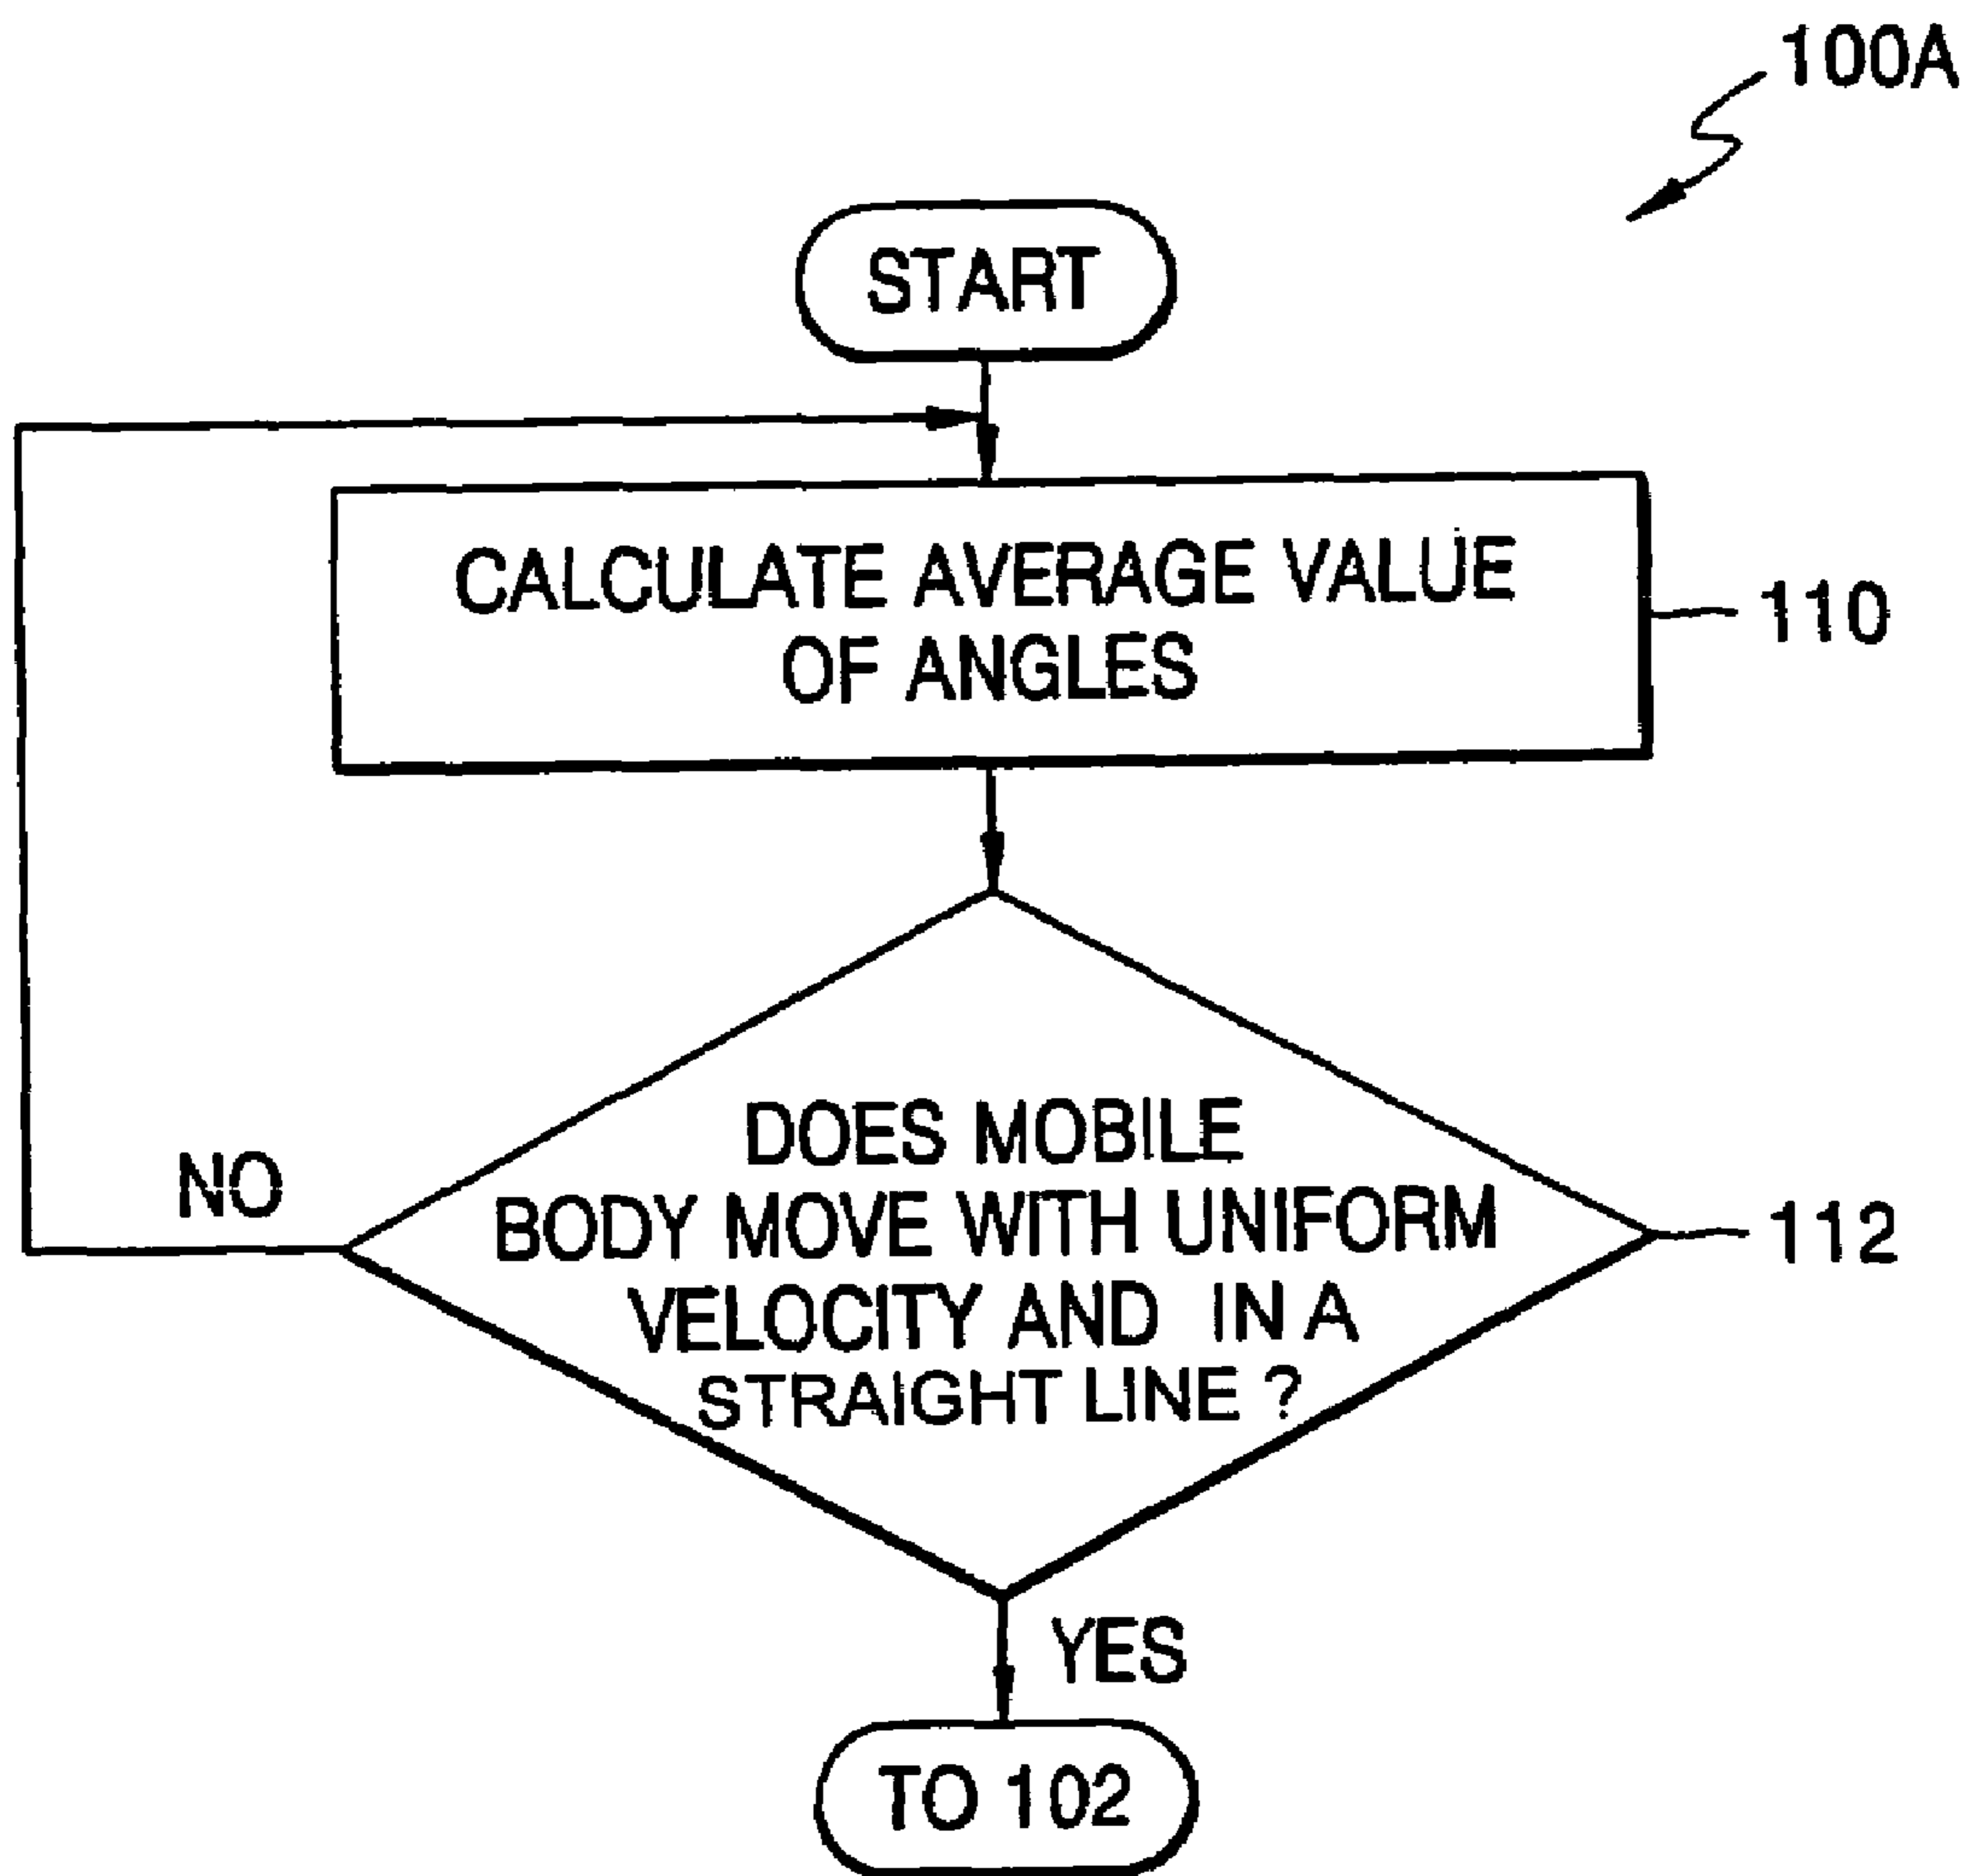 100A
START
CALCULATE AVERAGE VALUE
OF ANGLES
110
DOES MOBILE
BODY MOVE WITH UNIFORM
VELOCITY AND IN A
STRAIGHT LINE ?
NO
112
YES
TO 102